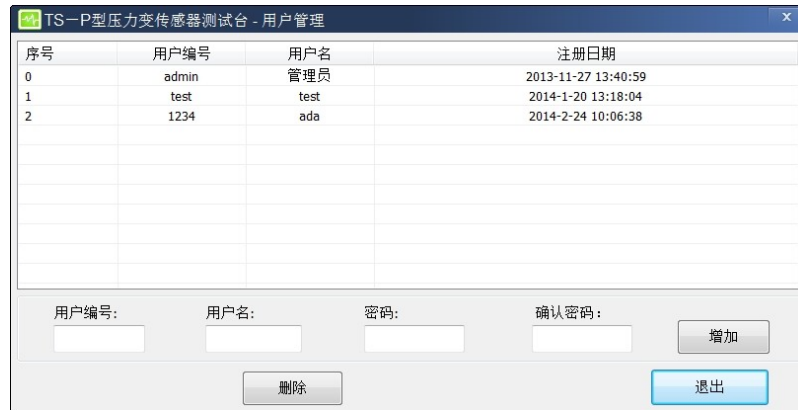 TS－P型压力变传感器测试台 - 用户管理 x
序号 用户编号 用户名 注册日期
0 admin 管理员 2013-11-27 13:40:59
1 test test 2014-1-20 13:18:04
2 1234 ada 2014-2-24 10:06:38
用户编号: 用户名: 密码: 确认密码：
增加
删除 退出